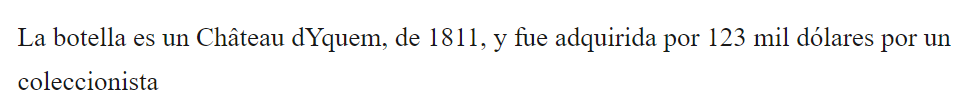 La botella es un Château dYquem, de 1811, y fue adquirida por 123 mil dólares por un
coleccionista